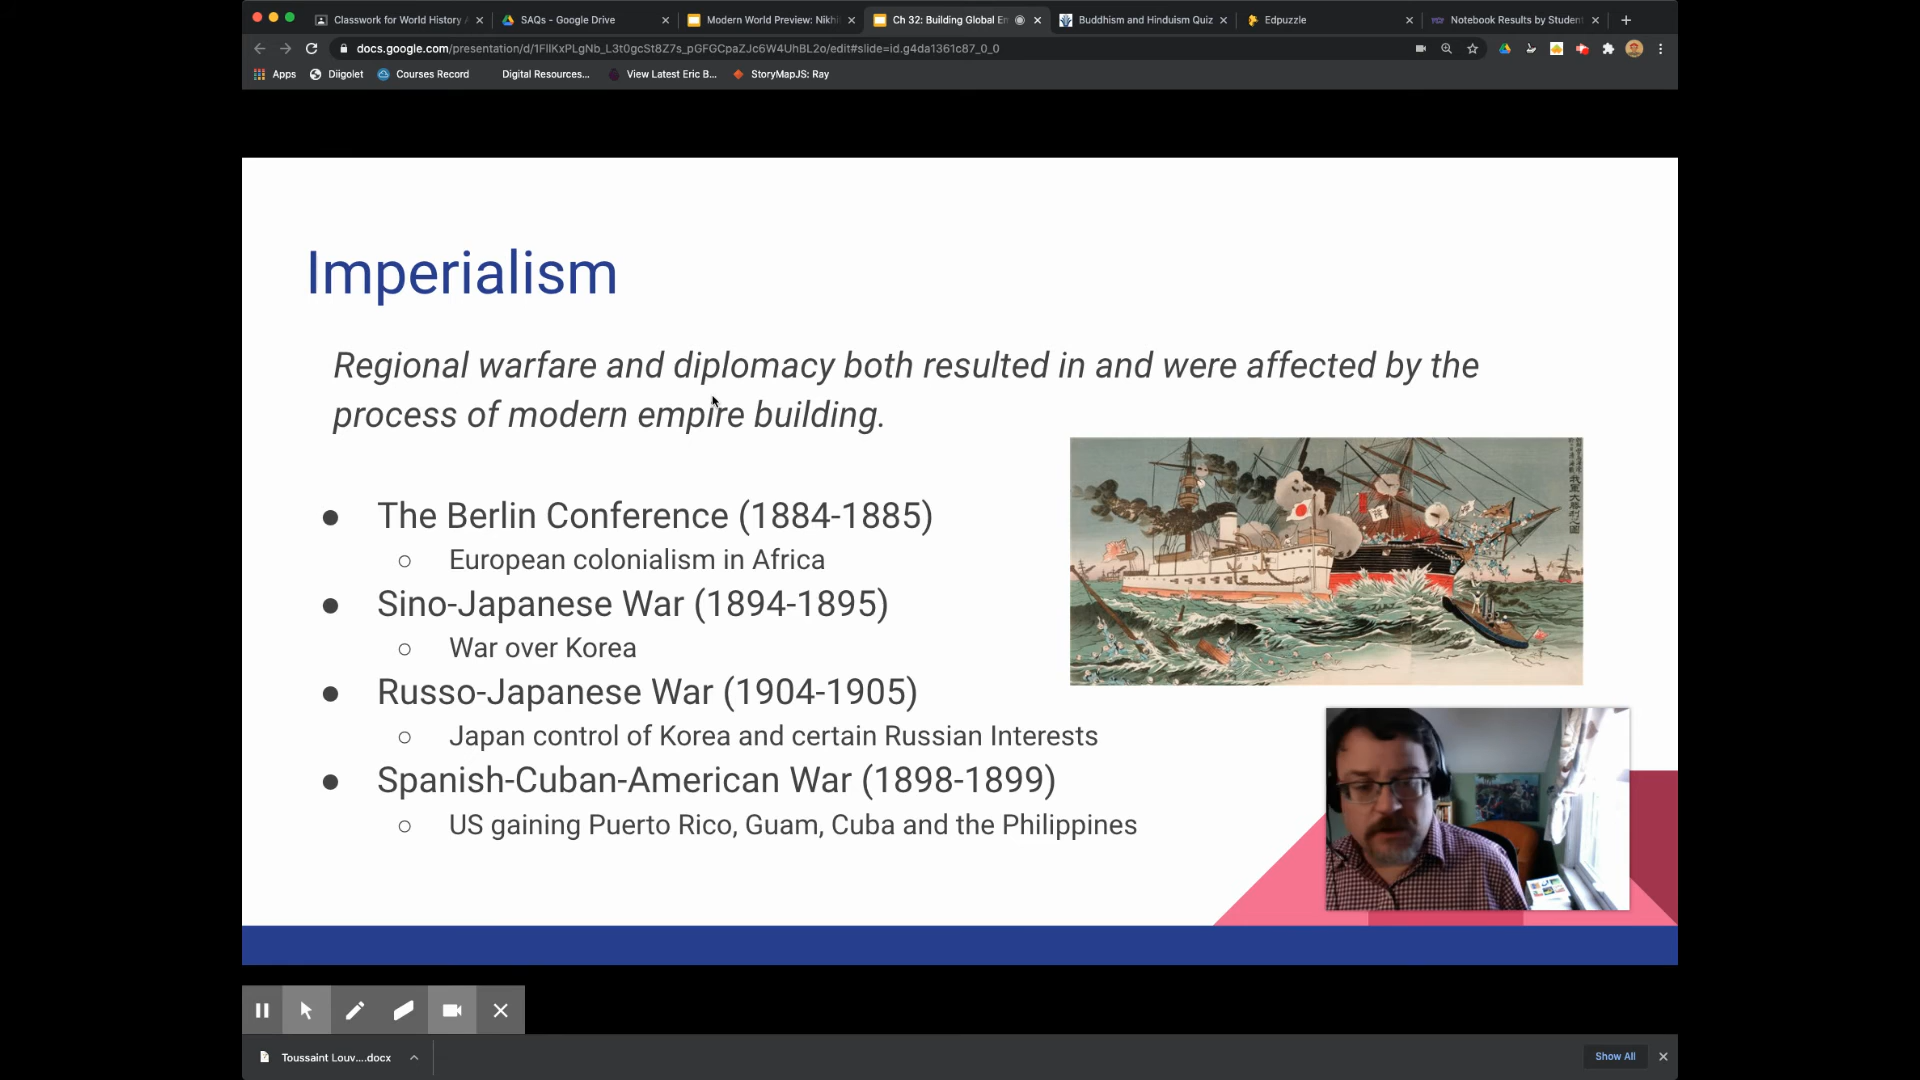 Classwork for World History
SAQs - Google Drive
Modern World Preview: Nikhi
Ch 32: Building Global Em
Buddhism and Hinduism Quiz
Edpuzzle
Notebook Results by Student
docs.google.com/presentation/d/1FIlKxPLgNb_L3t0gcSt8Z7s_pGFGCpaZJc6W4UhBL2o/edit#slide=id.g4da1361c87_0_0
Apps
Diigolet
Courses Record
Digital Resources...
View Latest Eric B...
StoryMapJS: Ray
Imperialism
Regional warfare and diplomacy both resulted in and were affected by the
process of modern empire building.
● The Berlin Conference (1884-1885)
○ European colonialism in Africa
● Sino-Japanese War (1894-1895)
○ War over Korea
● Russo-Japanese War (1904-1905)
○ Japan control of Korea and certain Russian Interests
● Spanish-Cuban-American War (1898-1899)
○ US gaining Puerto Rico, Guam, Cuba and the Philippines
Toussaint Louv....docx
Show All